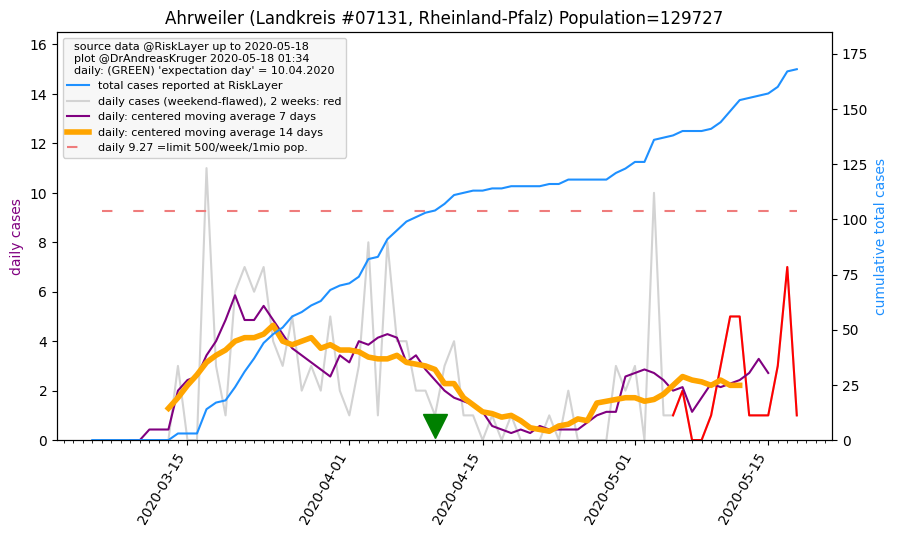 Ahrweiler (Landkreis #07131, Rheinland-Pfalz) Population=129727
source data @RiskLayer up to 2020-05-18
plot @DrAndreasKruger 2020-05-18 01:34
daily: (GREEN) 'expectation day' = 10.04.2020
total cases reported at RiskLayer
daily cases (weekend-flawed), 2 weeks: red
daily: centered moving average 7 days
daily: centered moving average 14 days
daily 9.27 =limit 500/week/1mio pop.
daily cases
16
14
12
10
8
6
4
2
0
175
150
125
100
75
50
25
0
cumulative total cases
2020-03-15
2020-04-01
2020-04-15
2020-05-01
2020-05-15